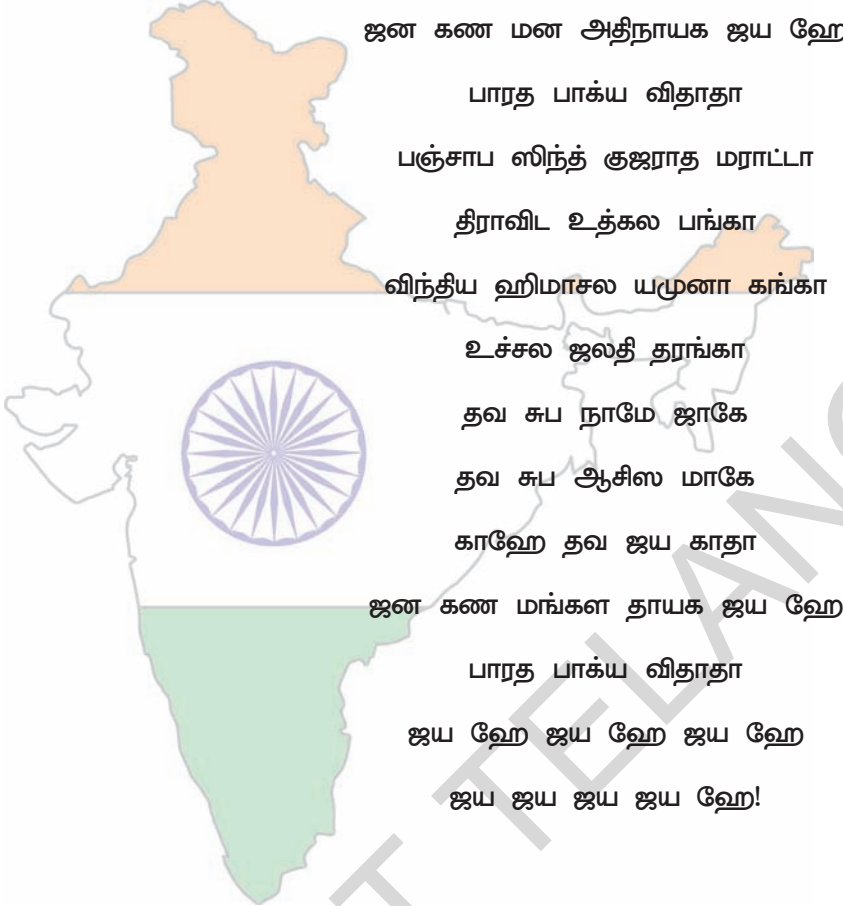 ஜன கண மன அதிநாயக ஜய ஹே
பாரத பாக்ய விதாதா
பஞ்சாப ஸிந்த் குஜராத மராட்டா
திராவிட உத்கல பங்கா
விந்திய ஹிமாசல யமுனா கங்கா
உச்சல ஜலதி தரங்கா
தவ சுப நாமே ஜாகே
தவ சுப ஆசிஸ மாகே
காஹே தவ ஜய காதா
ஜன கண மங்கள தாயக ஜய ஹே
பாரத பாக்ய விதாதா
ஜய ஹே ஜய ஹே ஜய ஹே
ஜய ஜய ஜய ஜய ஹே!